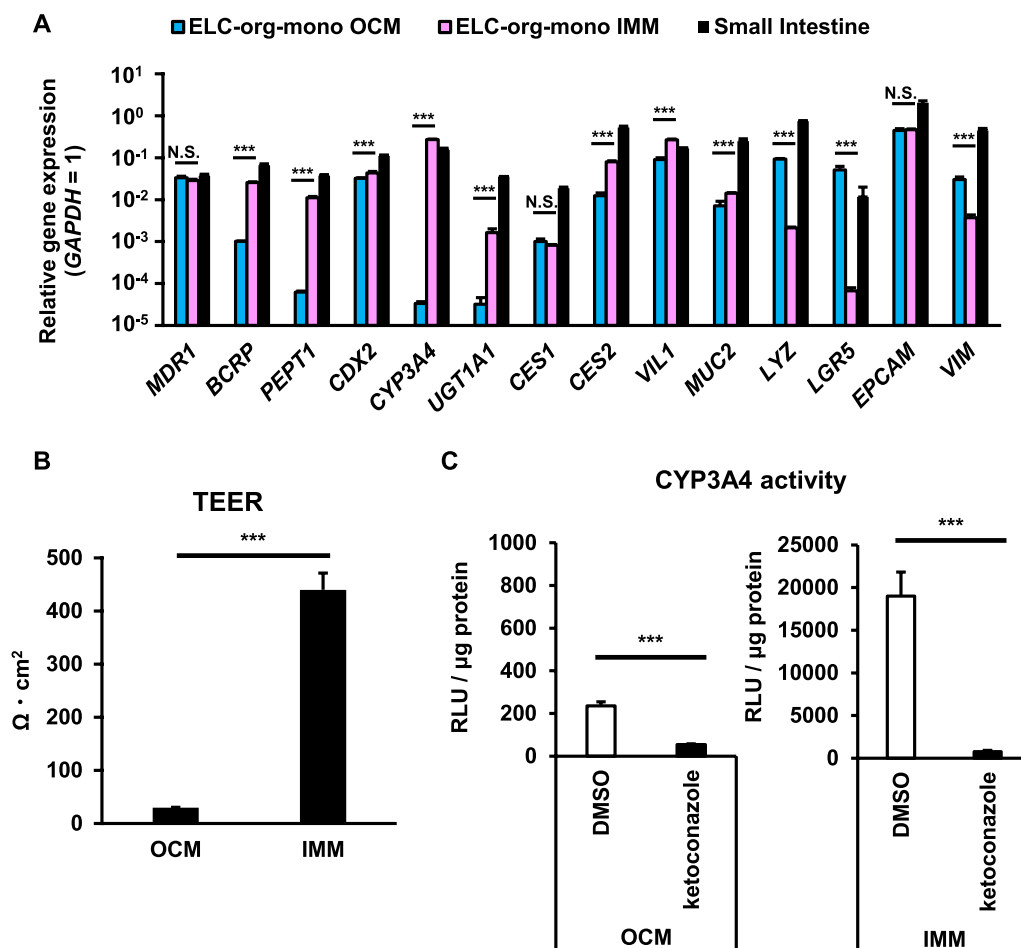 A
ELC-org-mono OCM ELC-org-mono IMM Small Intestine
Relative gene expression
(GAPDH = 1)
10¹
10⁰
10⁻¹
10⁻²
10⁻³
10⁻⁴
10⁻⁵
N.S. *** *** *** *** *** N.S. *** *** *** *** *** N.S. ***
MDR1 BCRP PEPT1 CDX2 CYP3A4 UGT1A1 CES1 CES2 VIL1 MUC2 LYZ LGR5 EPCAM VIM
B
TEER
***
Ω・cm²
500
400
300
200
100
0
OCM IMM
C
CYP3A4 activity
RLU / µg protein
1000
800
600
400
200
0
***
DMSO ketoconazole
OCM
RLU / µg protein
25000
20000
15000
10000
5000
0
***
DMSO ketoconazole
IMM